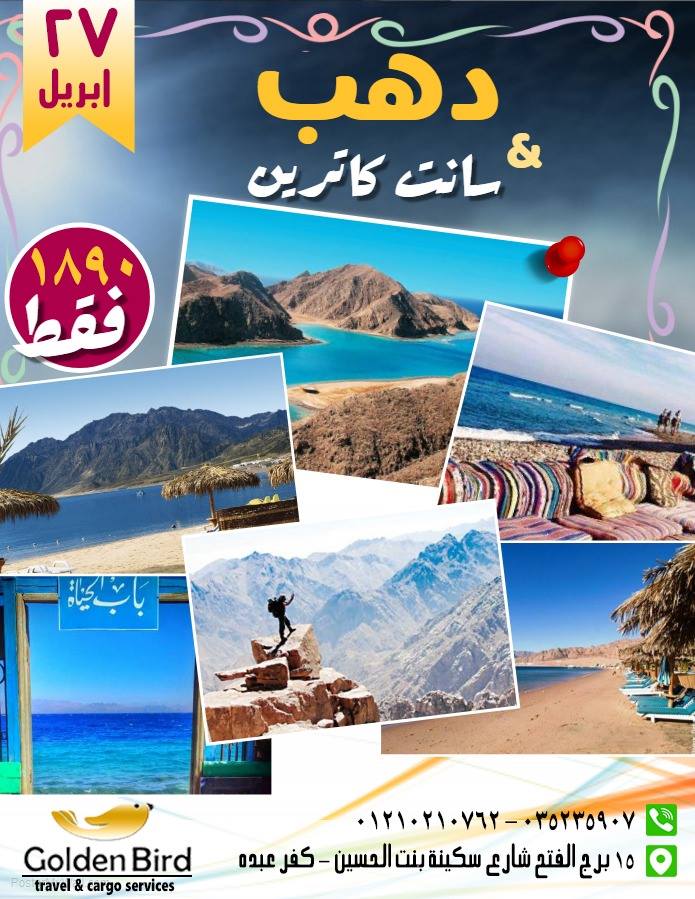 ٢٧
ابريل
دهب
&
سانت كاترين
١٨٩٠
فقط
باب الحياة
٠١٢١٠٢١٠٧٦٢ – ٠٣٥٢٣٥٩٠٧
١٥ برج الفتح شارع سكينة بنت الحسين – كفر عبده
Golden Bird
travel & cargo services